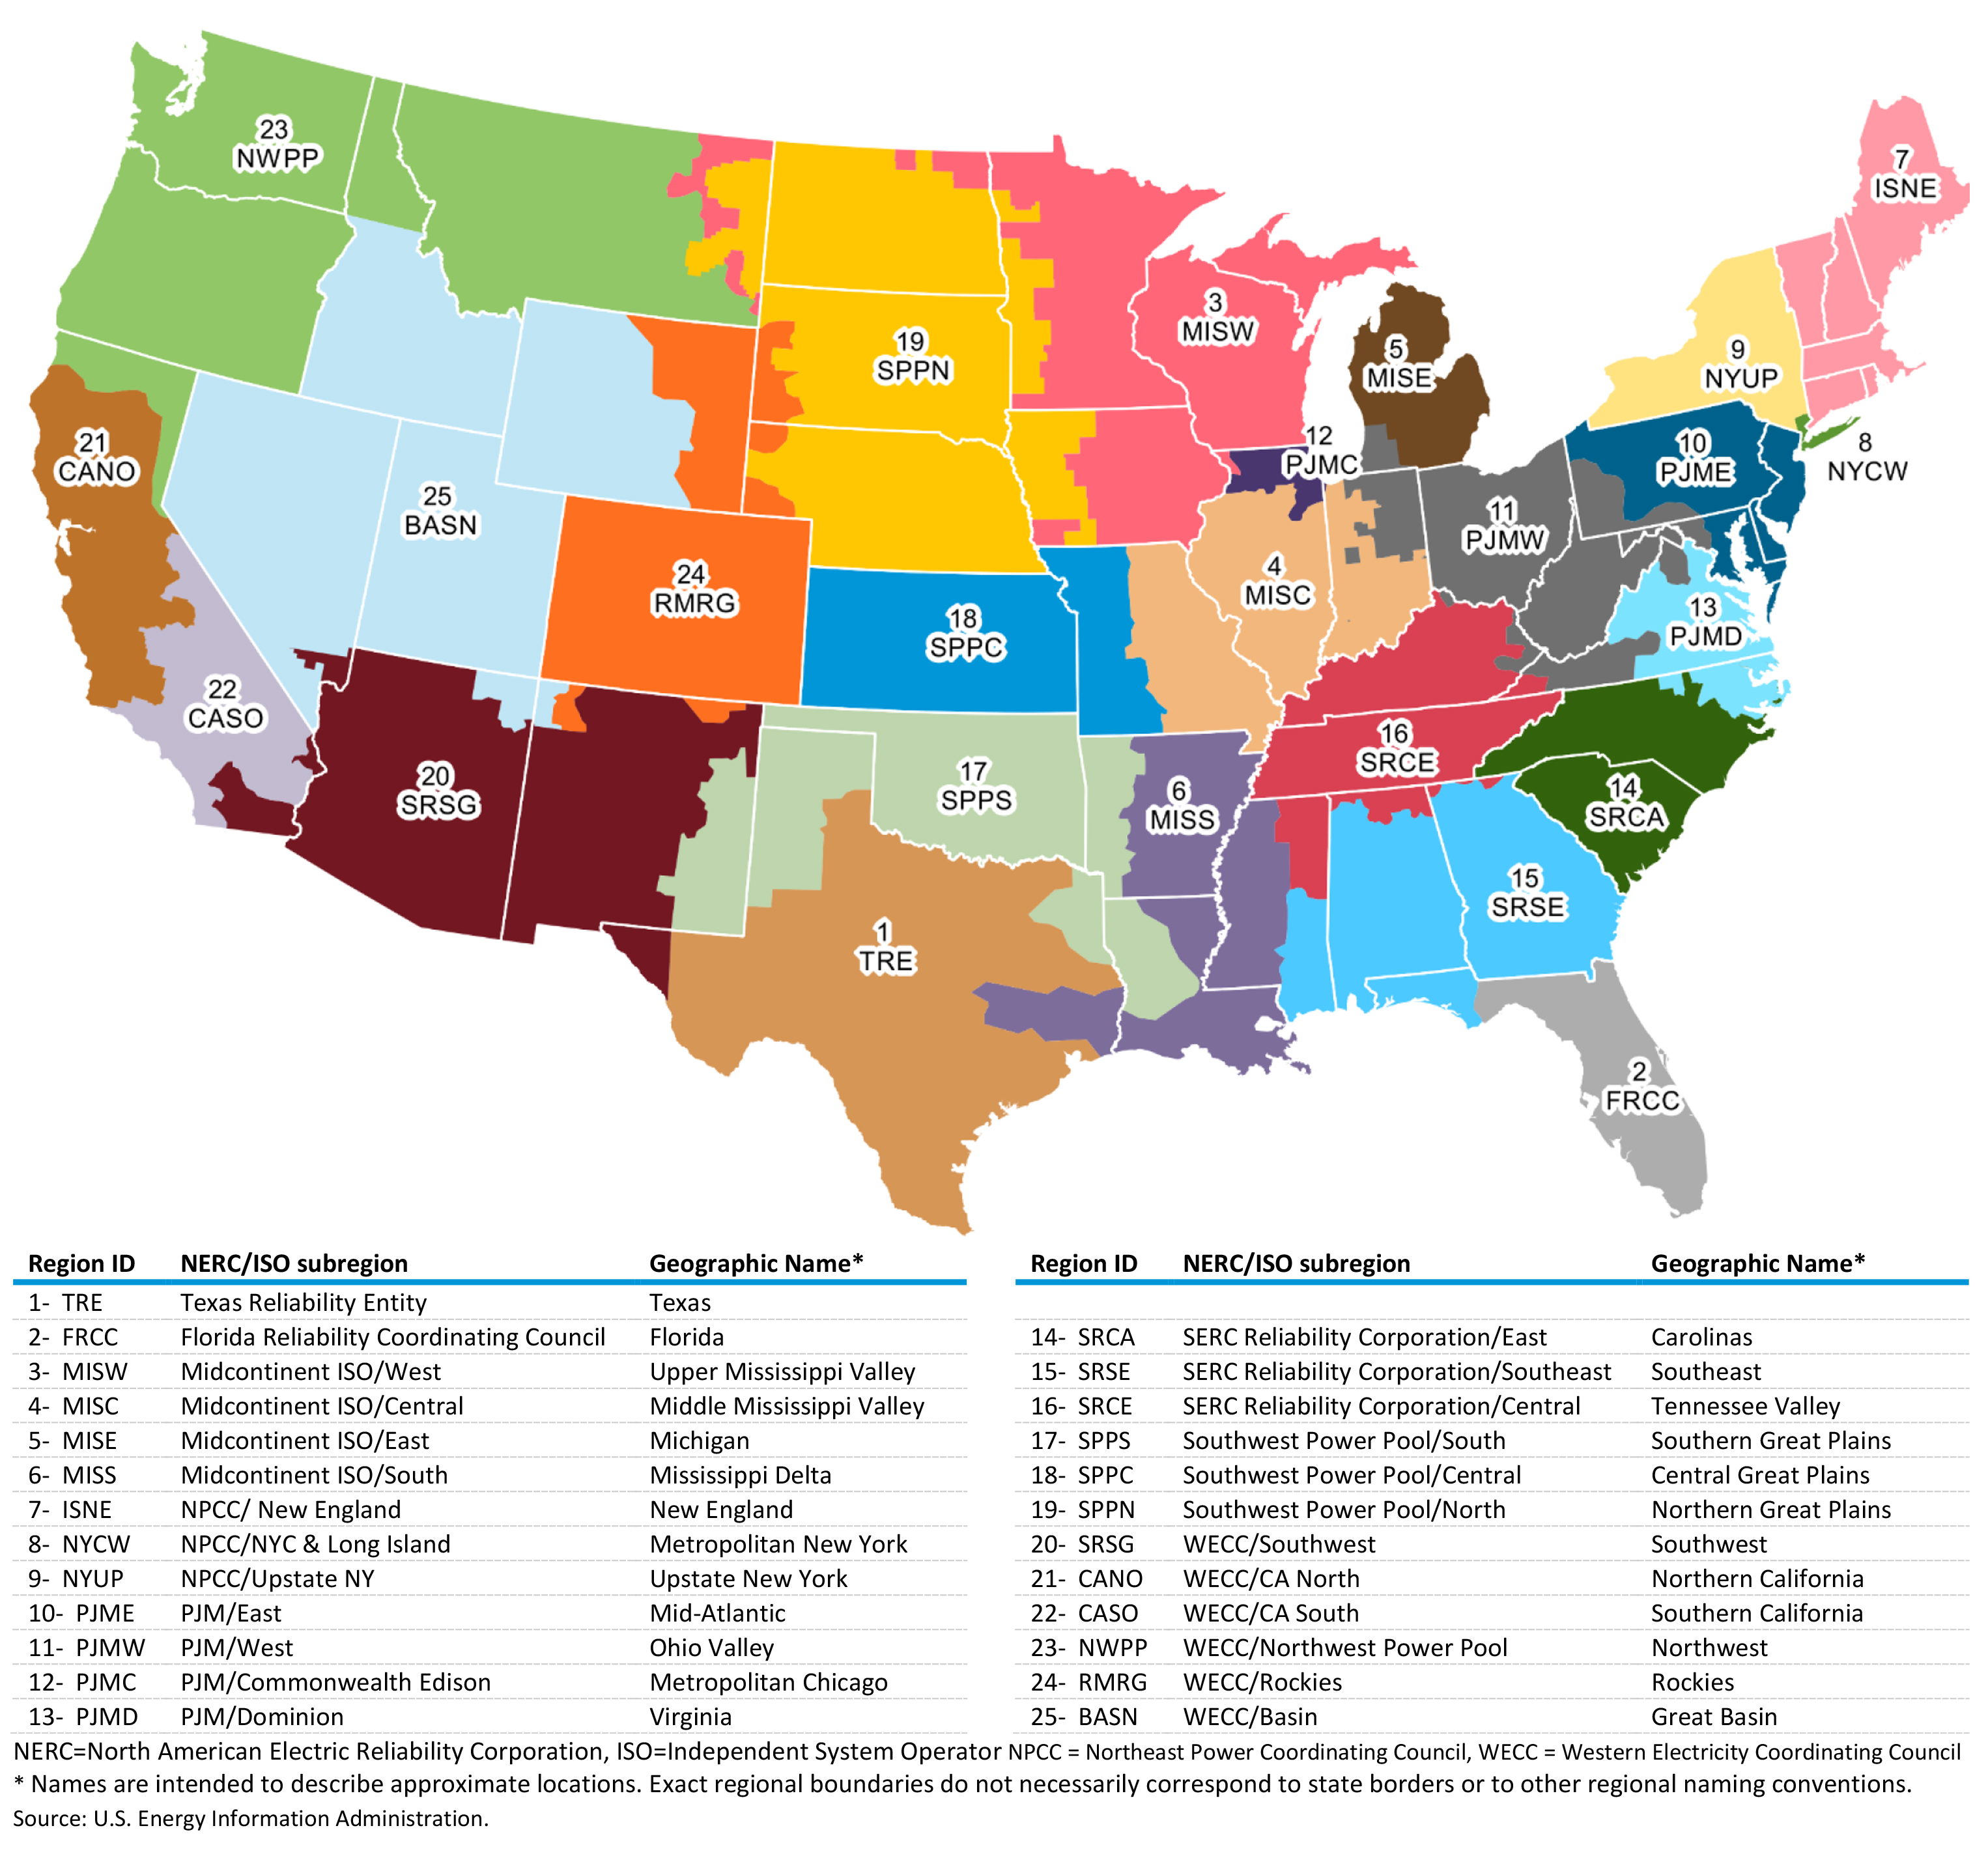 23
NWPP
7
ISNE
3
MISW
19
SPPN
5
MISE
9
NYUP
12
PJMC
21
CANO
10
PJME
8
NYCW
25
BASN
11
PJMW
4
MISC
24
RMRG
18
SPPC
13
PJMD
22
CASO
16
SRCE
20
SRSG
17
SPPS
6
MISS
14
SRCA
15
SRSE
1
TRE
2
FRCC
Region ID NERC/ISO subregion Geographic Name*
1- TRE Texas Reliability Entity Texas
2- FRCC Florida Reliability Coordinating Council Florida
3- MISW Midcontinent ISO/West Upper Mississippi Valley
4- MISC Midcontinent ISO/Central Middle Mississippi Valley
5- MISE Midcontinent ISO/East Michigan
6- MISS Midcontinent ISO/South Mississippi Delta
7- ISNE NPCC/ New England New England
8- NYCW NPCC/NYC & Long Island Metropolitan New York
9- NYUP NPCC/Upstate NY Upstate New York
10- PJME PJM/East Mid-Atlantic
11- PJMW PJM/West Ohio Valley
12- PJMC PJM/Commonwealth Edison Metropolitan Chicago
13- PJMD PJM/Dominion Virginia
Region ID NERC/ISO subregion Geographic Name*
14- SRCA SERC Reliability Corporation/East Carolinas
15- SRSE SERC Reliability Corporation/Southeast Southeast
16- SRCE SERC Reliability Corporation/Central Tennessee Valley
17- SPPS Southwest Power Pool/South Southern Great Plains
18- SPPC Southwest Power Pool/Central Central Great Plains
19- SPPN Southwest Power Pool/North Northern Great Plains
20- SRSG WECC/Southwest Southwest
21- CANO WECC/CA North Northern California
22- CASO WECC/CA South Southern California
23- NWPP WECC/Northwest Power Pool Northwest
24- RMRG WECC/Rockies Rockies
25- BASN WECC/Basin Great Basin
NERC=North American Electric Reliability Corporation, ISO=Independent System Operator NPCC = Northeast Power Coordinating Council, WECC = Western Electricity Coordinating Council
* Names are intended to describe approximate locations. Exact regional boundaries do not necessarily correspond to state borders or to other regional naming conventions.
Source: U.S. Energy Information Administration.